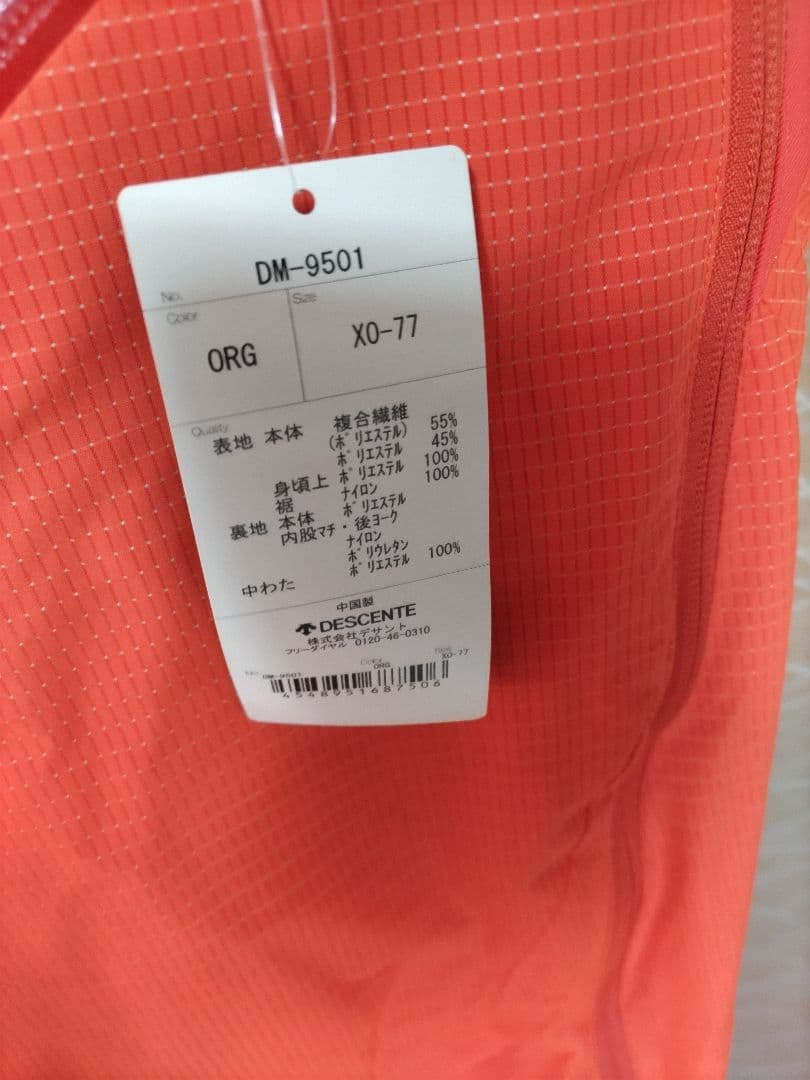 DM-9501
No.
Color
Size
ORG
XO-77
Quality
表地 本体 複合繊維
(ポリエステル) 55%
ポリエステル 45%
身頃上 ポリエステル 100%
裾 ナイロン 100%
裏地 本体 ポリエステル
内股マチ・後ヨーク
ナイロン
ポリウレタン
中わた ポリエステル 100%
中国製
DESCENTE
株式会社デサント
フリーダイヤル 0120-46-0310
No. DM-9501 Color ORG Size XO-77
4548951687506